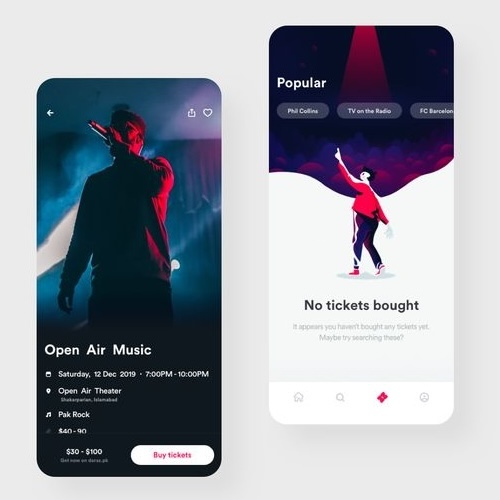 Open Air Music
Saturday, 12 Dec 2019 • 7:00PM - 10:00PM
Open Air Theater
Shakarparian, Islamabad
Pak Rock
$40 - 90
$30 - $100
Get now on daraz.pk
Buy tickets
Popular
Phil Collins
TV on the Radio
FC Barcelon
No tickets bought
It appears you haven't bought any tickets yet.
Maybe try searching these?